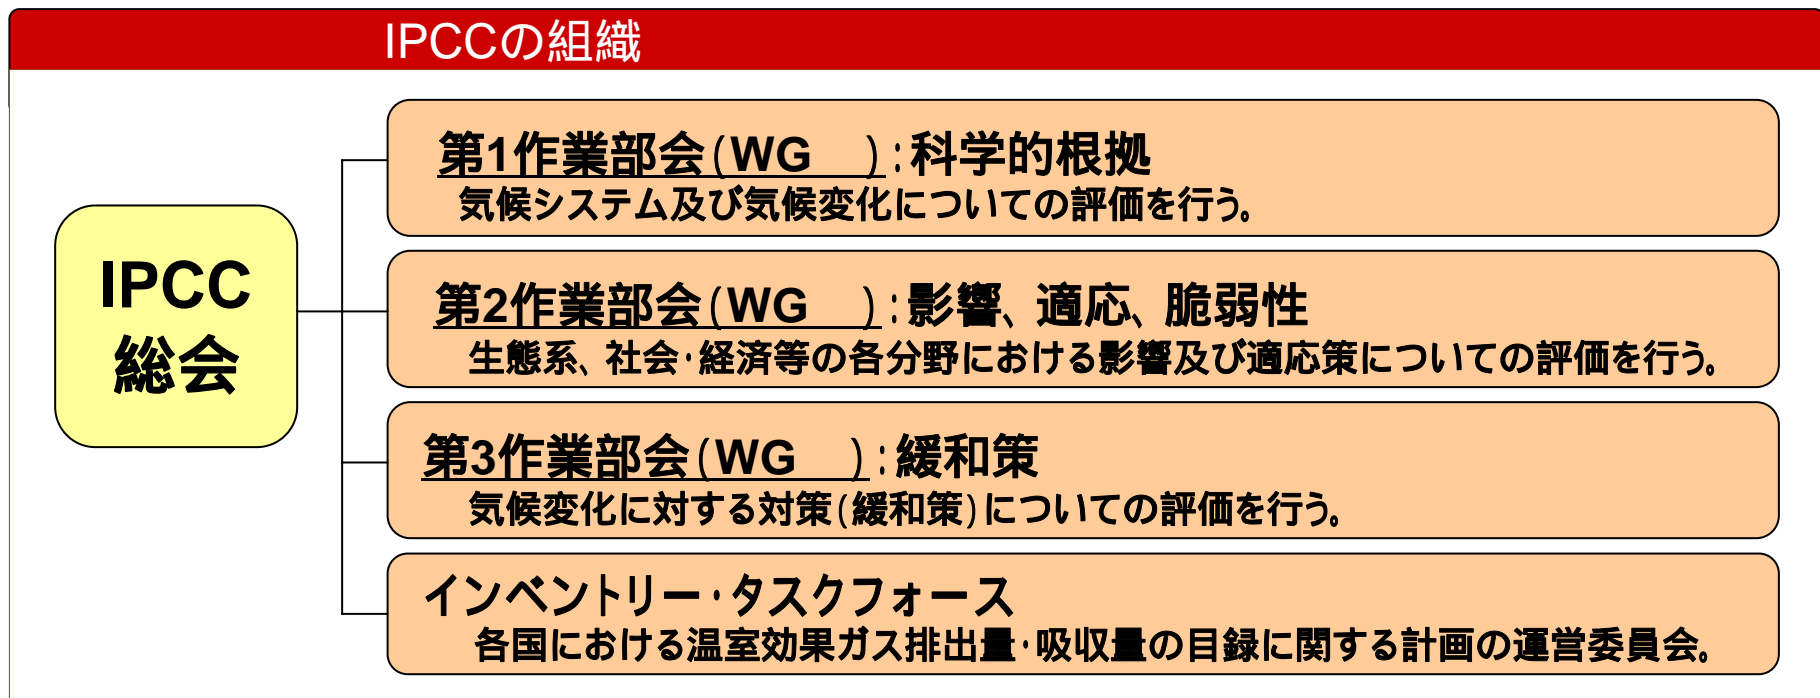 IPCCの組織
IPCC
総会
第1作業部会(WG　):科学的根拠
気候システム及び気候変化についての評価を行う。
第2作業部会(WG　):影響、適応、脆弱性
生態系、社会・経済等の各分野における影響及び適応策についての評価を行う。
第3作業部会(WG　):緩和策
気候変化に対する対策(緩和策)についての評価を行う。
インベントリー・タスクフォース
各国における温室効果ガス排出量・吸収量の目録に関する計画の運営委員会。